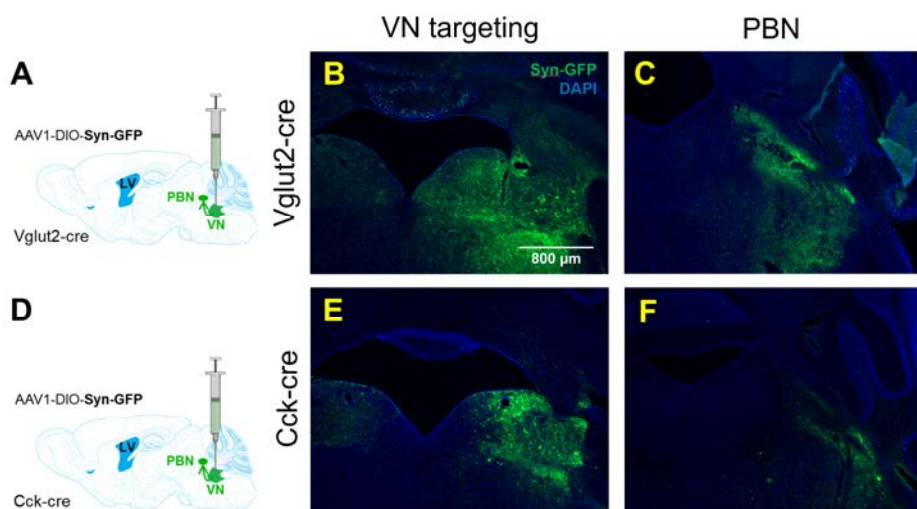 VN targeting
PBN
A
AAV1-DIO-Syn-GFP
LV
PBN
VN
Vglut2-cre
Vglut2-cre
B
Syn-GFP
DAPI
800 µm
C
D
AAV1-DIO-Syn-GFP
LV
PBN
VN
Cck-cre
Cck-cre
E
F